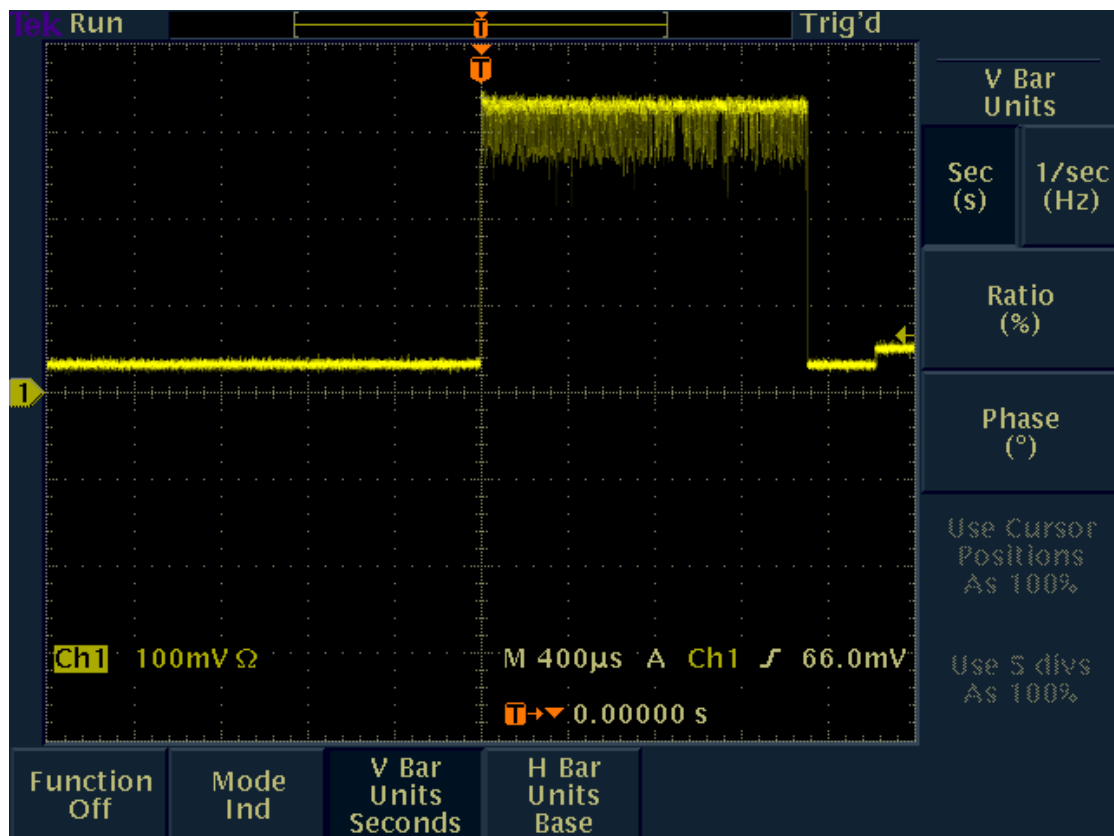 Tek Run Trig'd
T
T
V Bar
Units
Sec
(s)
1/sec
(Hz)
Ratio
(%)
Phase
(°)
Use Cursor
Positions
As 100%
Use 5 divs
As 100%
1
Ch1 100mV Ω M 400µs A Ch1 66.0mV
T 0.00000 s
Function
Off
Mode
Ind
V Bar
Units
Seconds
H Bar
Units
Base